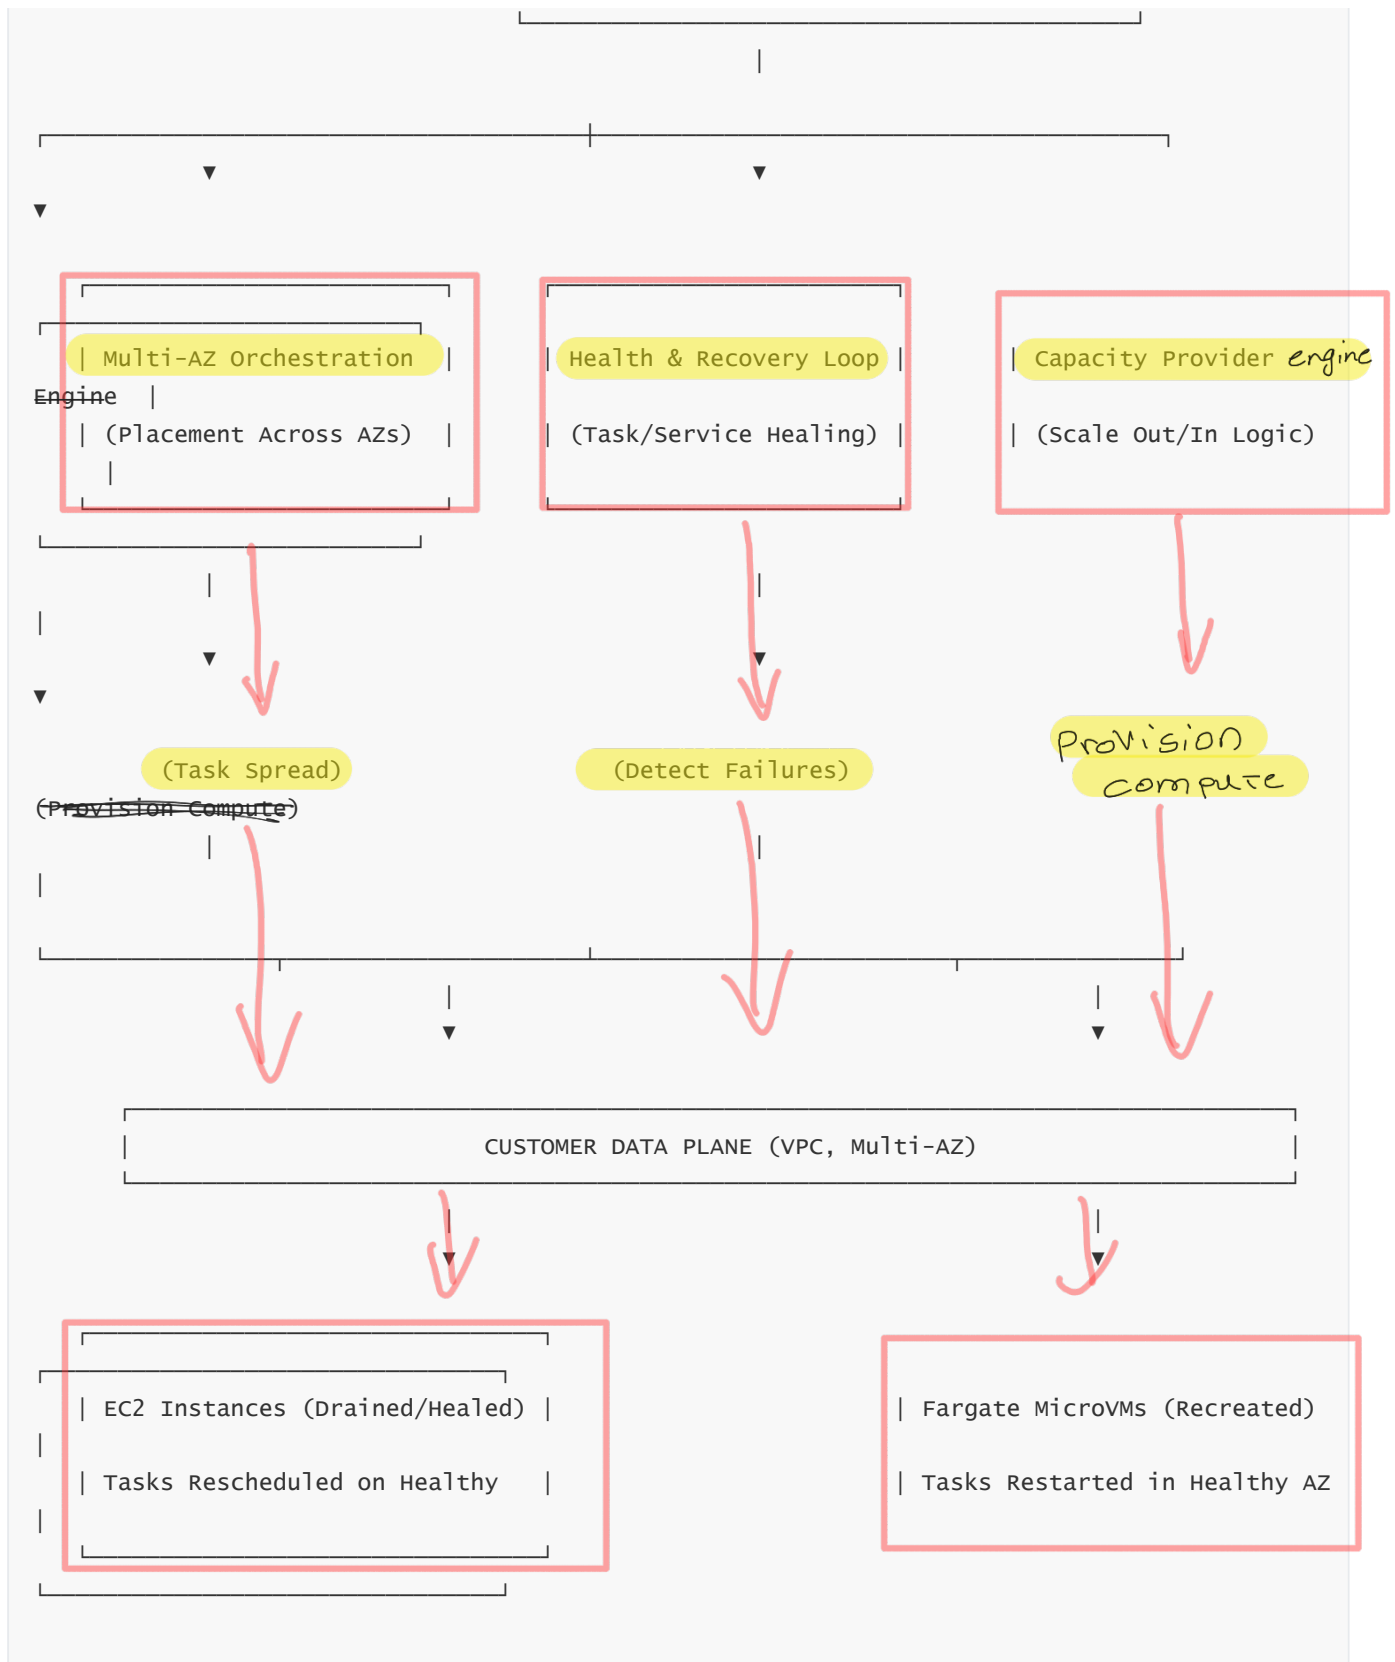 Multi-AZ Orchestration Health & Recovery Loop Capacity Provider engine
Engine
(Placement Across AZs) (Task/Service Healing) (Scale Out/In Logic)
(Task Spread) (Detect Failures) Provision
compute
(Provision Compute)
CUSTOMER DATA PLANE (VPC, Multi-AZ)
EC2 Instances (Drained/Healed) Fargate MicroVMs (Recreated)
Tasks Rescheduled on Healthy Tasks Restarted in Healthy AZ